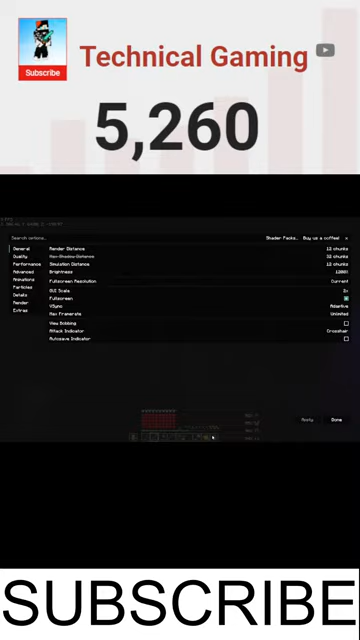 Technical Gaming
Subscribe
5,260
Search options...
Shader Packs..
Buy us a coffee!
x
General
Render Distance
12 chunks
Quality
Max Shadow Distance
32 chunks
Performance
Simulation Distance
12 chunks
Advanced
Brightness
Animations
Fullscreen Resolution
Current
Particles
GUI Scale
2x
Details
Fullscreen
Render
VSync
Adaptive
Extras
Max Framerate
Unlimited
View Bobbing
Attack Indicator
Crosshair
Autosave Indicator
Apply
Done
SUBSCRIBE